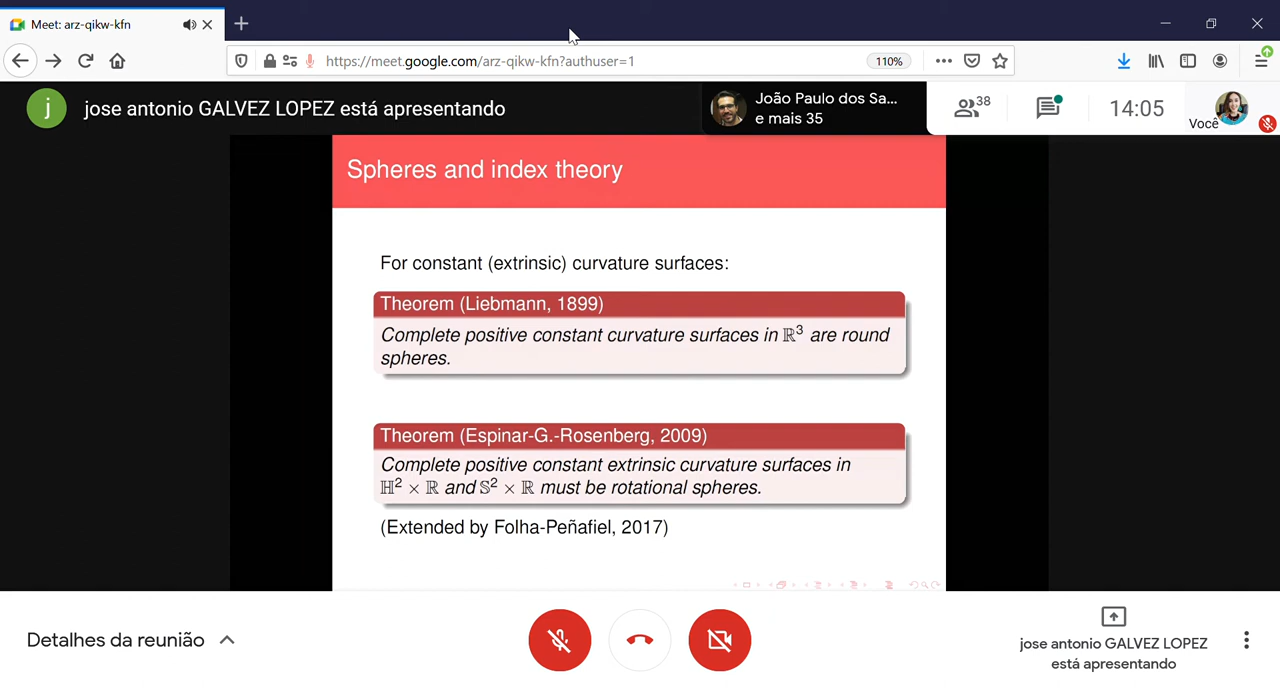 Meet: arz-qikw-kfn
https://meet.google.com/arz-qikw-kfn?authuser=1
110%
j
jose antonio GALVEZ LOPEZ está apresentando
João Paulo dos Sa...
e mais 35
38
14:05
Você
Spheres and index theory
For constant (extrinsic) curvature surfaces:
Theorem (Liebmann, 1899)
Complete positive constant curvature surfaces in ℝ³ are round
spheres.
Theorem (Espinar-G.-Rosenberg, 2009)
Complete positive constant extrinsic curvature surfaces in
ℍ² × ℝ and 𝕊² × ℝ must be rotational spheres.
(Extended by Folha-Peñafiel, 2017)
Detalhes da reunião
jose antonio GALVEZ LOPEZ
está apresentando